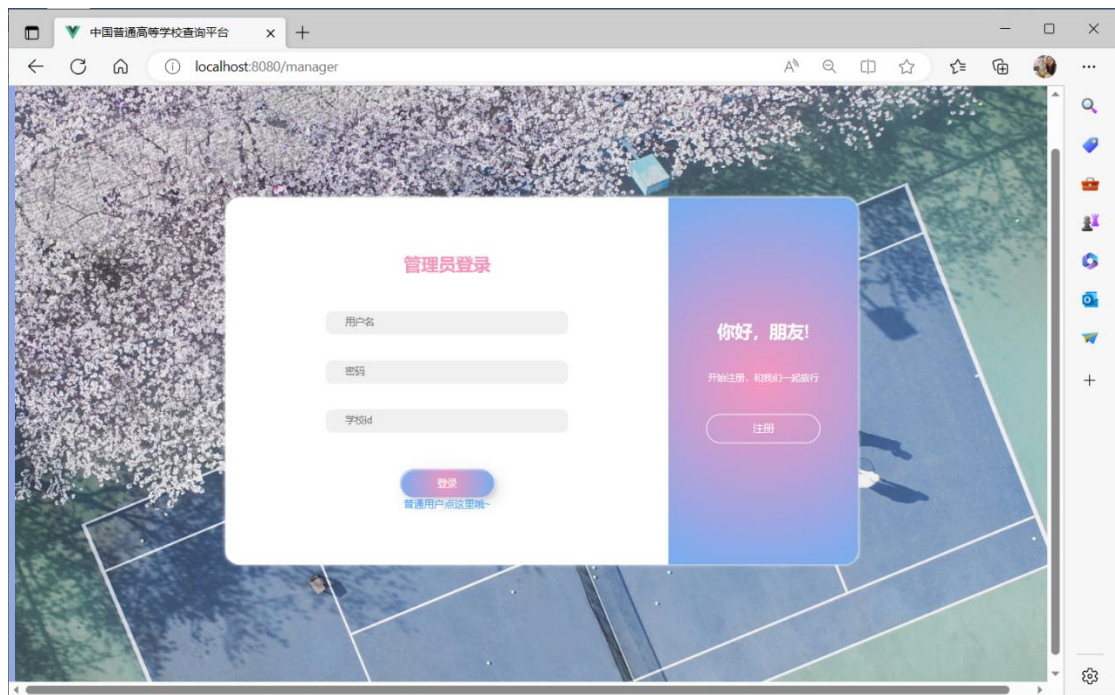 中国普通高等学校查询平台
localhost:8080/manager
管理员登录
用户名
密码
学校id
登录
普通用户点这里哦~
你好，朋友!
开始注册，和我们一起旅行
注册